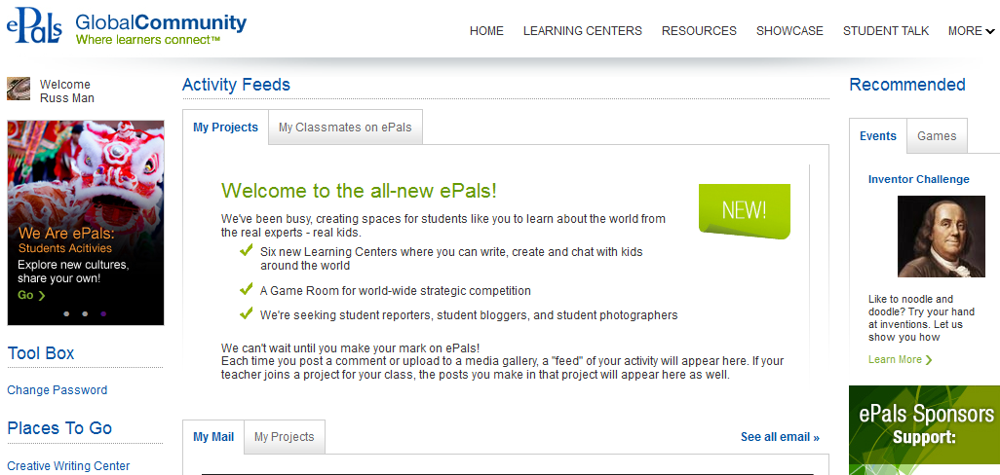 ePals GlobalCommunity
Where learners connect™
HOME LEARNING CENTERS RESOURCES SHOWCASE STUDENT TALK MORE
Welcome
Russ Man
We Are ePals:
Students Acitivies
Explore new cultures,
share your own!
Go
Tool Box
Change Password
Places To Go
Creative Writing Center
Activity Feeds
My Projects My Classmates on ePals
Welcome to the all-new ePals!
NEW!
We've been busy, creating spaces for students like you to learn about the world from
the real experts - real kids.
Six new Learning Centers where you can write, create and chat with kids
around the world
A Game Room for world-wide strategic competition
We're seeking student reporters, student bloggers, and student photographers
We can't wait until you make your mark on ePals!
Each time you post a comment or upload to a media gallery, a "feed" of your activity will appear here. If your
teacher joins a project for your class, the posts you make in that project will appear here as well.
My Mail My Projects See all email »
Recommended
Events Games
Inventor Challenge
Like to noodle and
doodle? Try your hand
at inventions. Let us
show you how
Learn More
ePals Sponsors
Support: